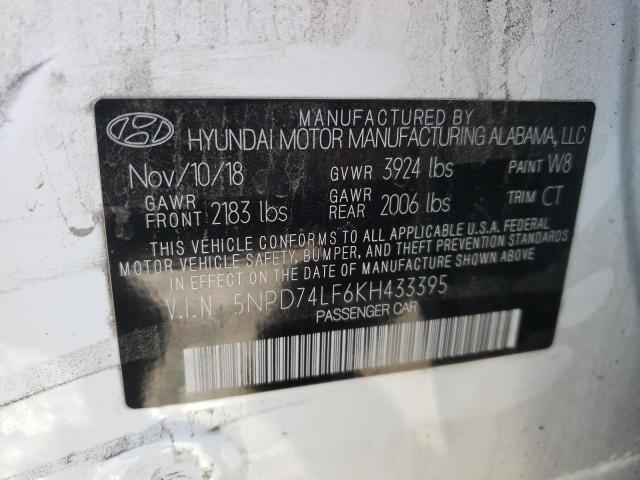 MANUFACTURED BY
HYUNDAI MOTOR MANUFACTURING ALABAMA, LLC
Nov/10/18 GVWR 3924 lbs PAINT W8
GAWR FRONT 2183 lbs GAWR REAR 2006 lbs TRIM CT
THIS VEHICLE CONFORMS TO ALL APPLICABLE U.S.A. FEDERAL
MOTOR VEHICLE SAFETY, BUMPER, AND THEFT PREVENTION STANDARDS
IN EFFECT ON THE DATE OF MANUFACTURE SHOWN ABOVE.
V.I.N 5NPD74LF6KH433395
PASSENGER CAR